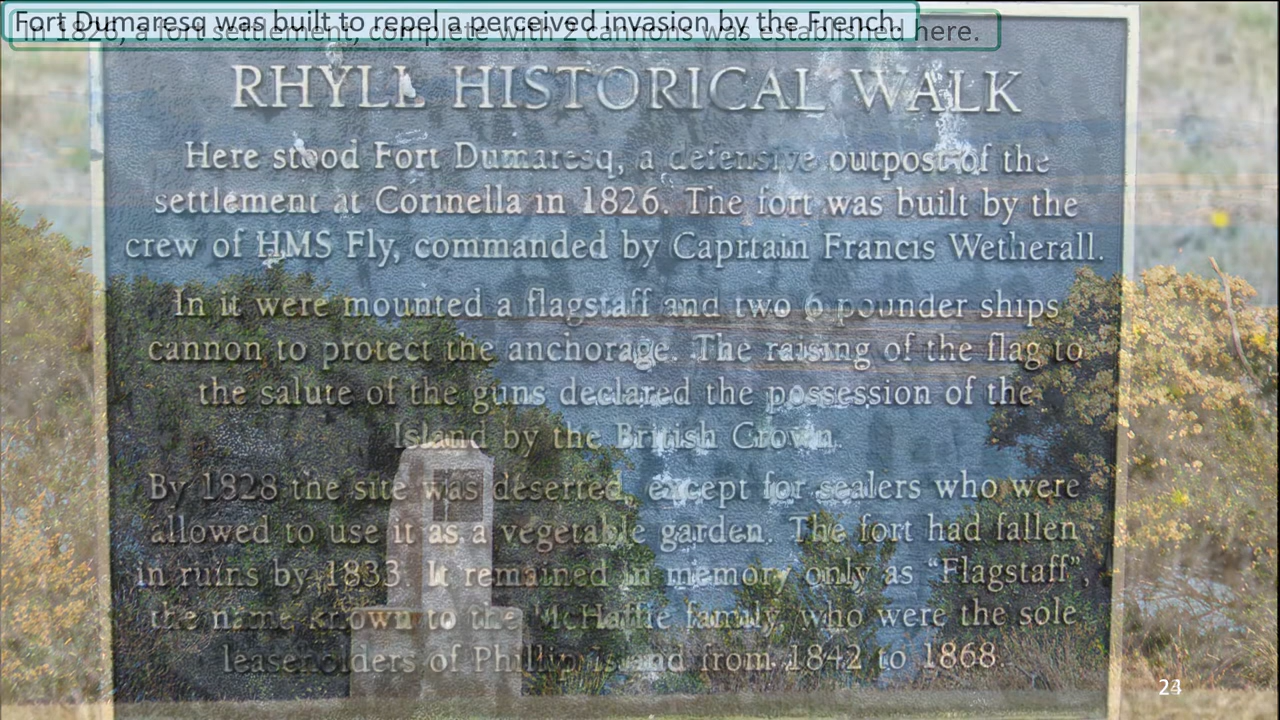 Fort Dumaresq was built to repel a perceived invasion by the French.
In 1826, a fort settlement, complete with 2 cannons was established here.
RHYLL HISTORICAL WALK
Here stood Fort Dumaresq, a defensive outpost of the
settlement at Corinella in 1826. The fort was built by the
crew of HMS Fly, commanded by Captain Francis Wetherall.
In it were mounted a flagstaff and two 6 pounder ships
cannon to protect the anchorage. The raising of the flag to
the salute of the guns declared the possession of the
Island by the British Crown.
By 1828 the site was deserted, except for sealers who were
allowed to use it as a vegetable garden. The fort had fallen
in ruins by 1833. It remained in memory only as “Flagstaff”,
the name known to the McHaffie family, who were the sole
leaseholders of Phillip Island from 1842 to 1868.